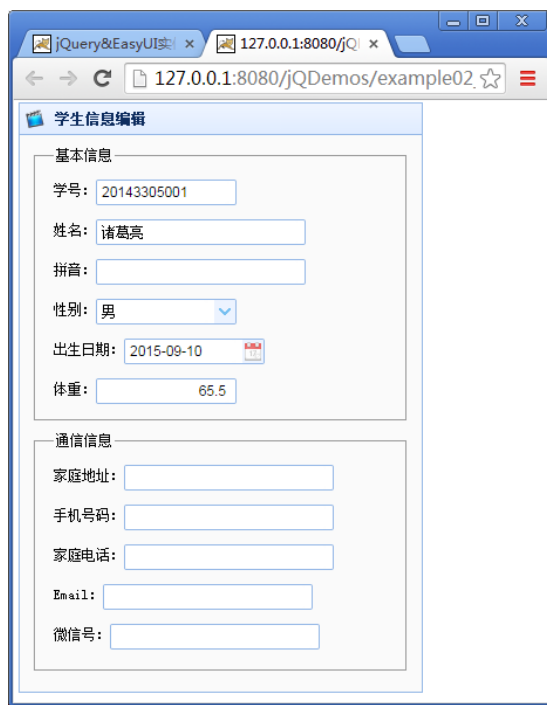 jQuery&EasyUI实
127.0.0.1:8080/jQ
127.0.0.1:8080/jQDemos/example02_
学生信息编辑
基本信息
学号: 20143305001
姓名: 诸葛亮
拼音:
性别: 男
出生日期: 2015-09-10
体重: 65.5
通信信息
家庭地址:
手机号码:
家庭电话:
Email:
微信号: